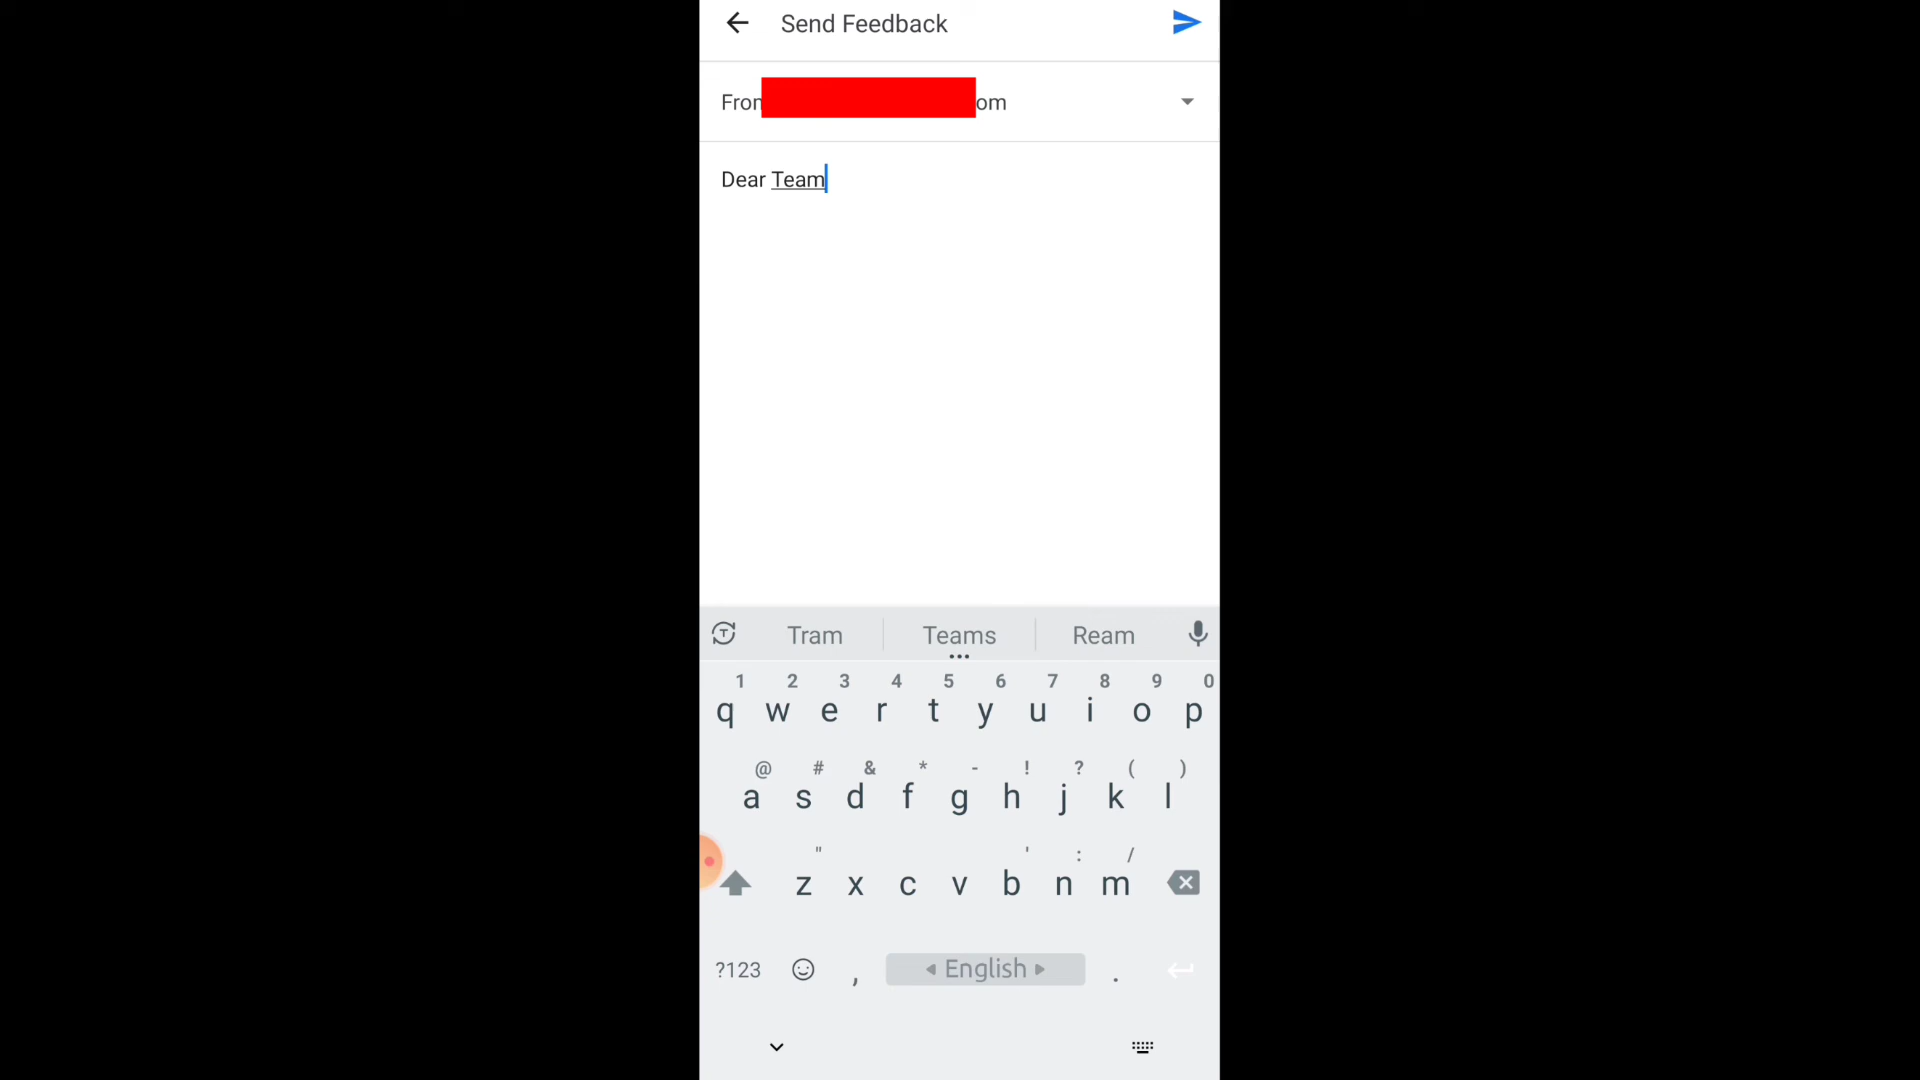 Send Feedback
From om
Dear Team
Tram Teams Ream
1 2 3 4 5 6 7 8 9 0
q w e r t y u i o p
@ # & * - ! ? ( )
a s d f g h j k l
" ' : /
z x c v b n m
?123 , English .